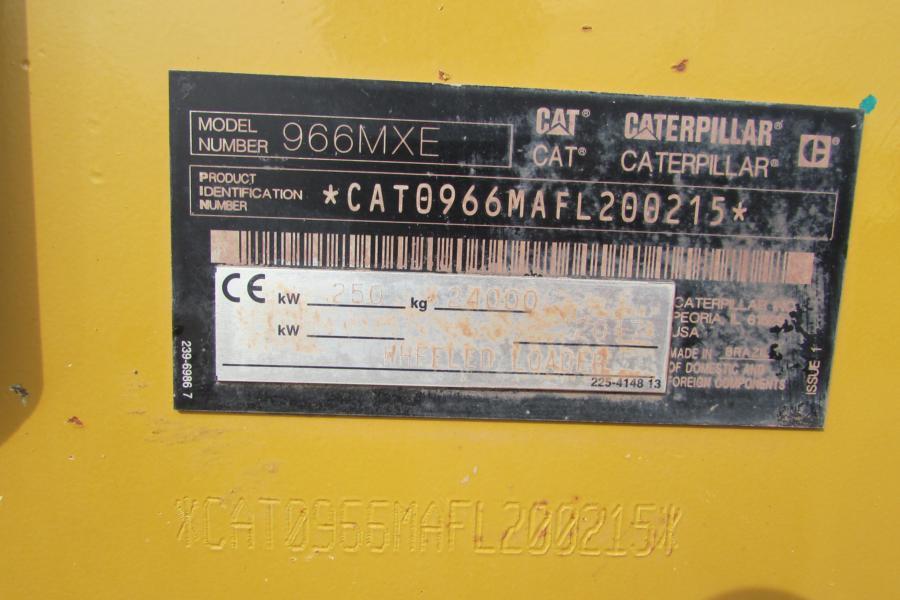 MODEL NUMBER 966MXE
CAT® CATERPILLAR®
CAT® CATERPILLAR®
PRODUCT IDENTIFICATION NUMBER *CAT0966MAFL200215*
CE kW 250 kg 24000
kW
WHEELED LOADER
225-4148 13
CATERPILLAR
PEORIA, IL
USA
MADE IN BRAZIL
OF DOMESTIC AND
FOREIGN COMPONENTS
239-6986 7
ISSUE 1
*CAT0966MAFL200215*